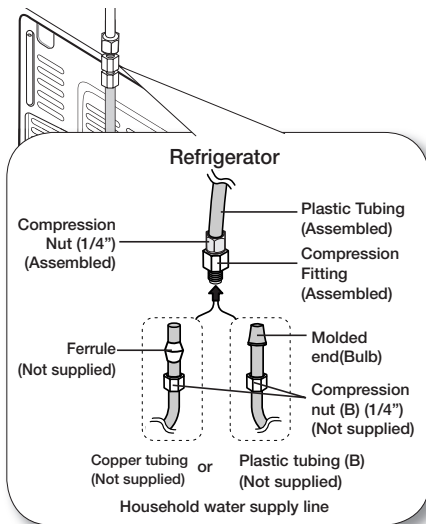 Refrigerator
Compression
Nut (1/4”)
(Assembled)
Plastic Tubing
(Assembled)
Compression
Fitting
(Assembled)
Ferrule
(Not supplied)
Molded
end(Bulb)
Compression
nut (B) (1/4”)
(Not supplied)
Copper tubing
(Not supplied)
or
Plastic tubing (B)
(Not supplied)
Household water supply line